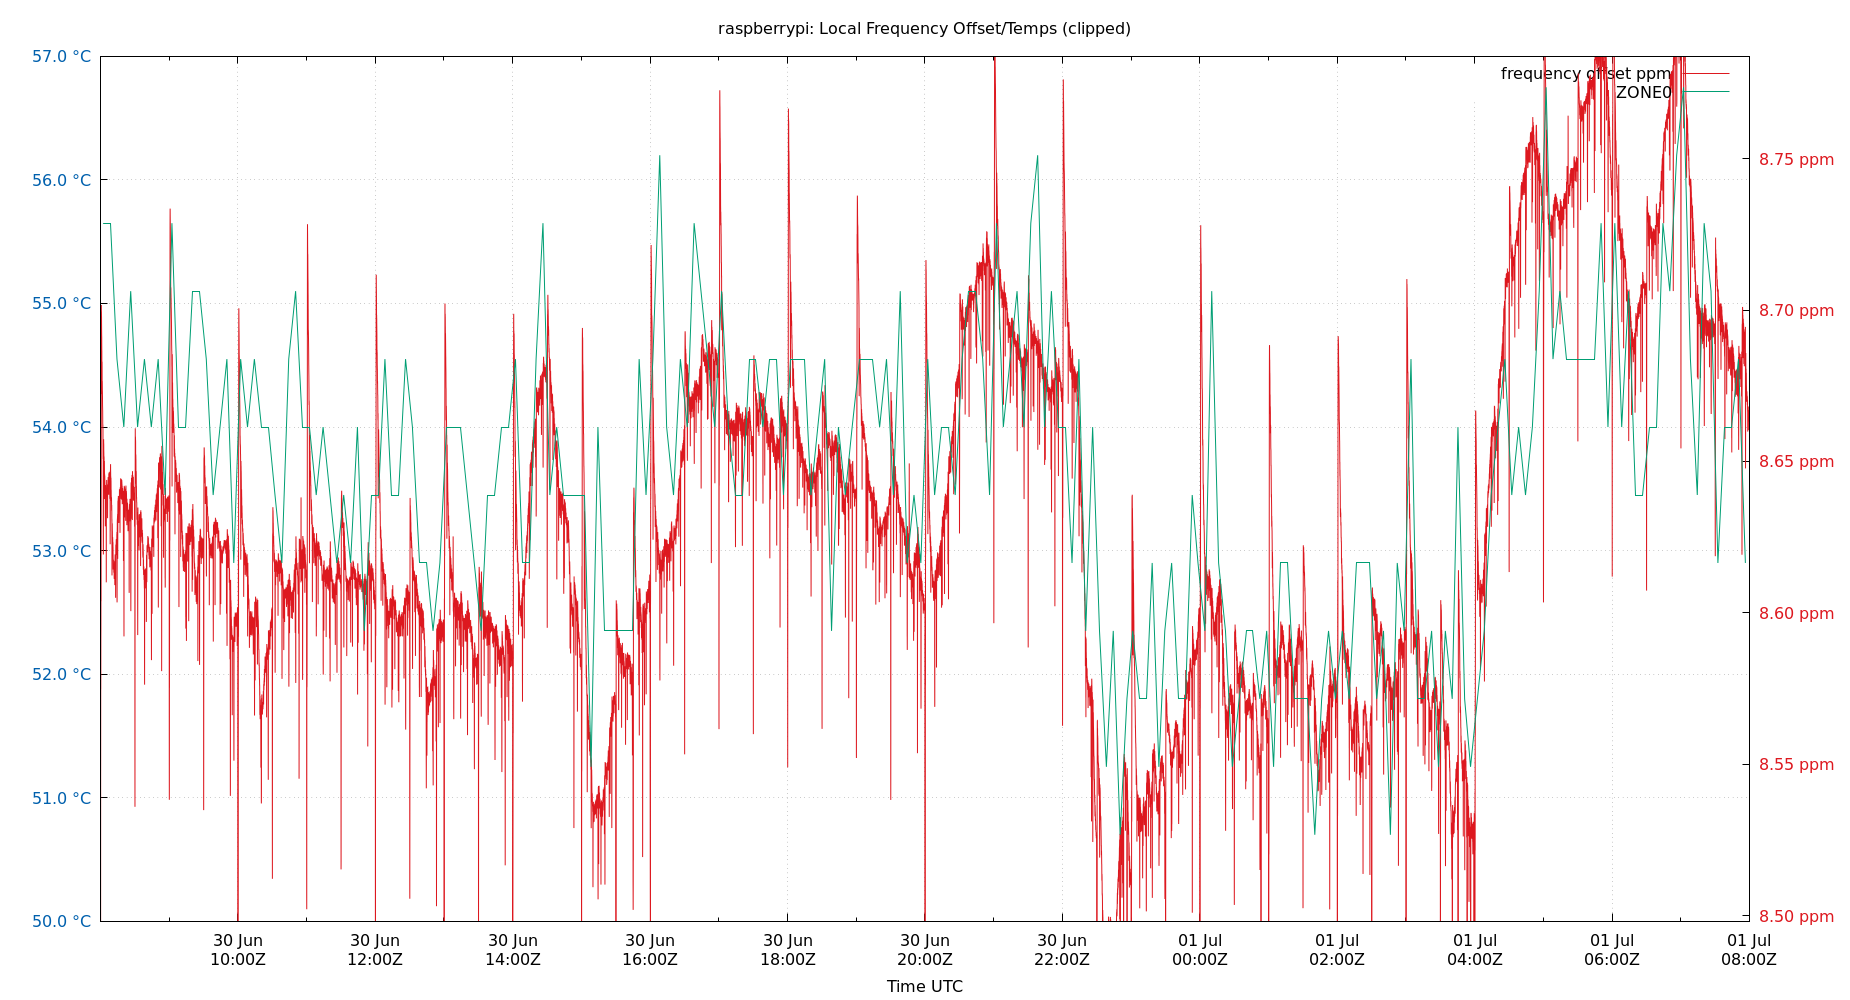 raspberrypi: Local Frequency Offset/Temps (clipped)
57.0 °C
56.0 °C
55.0 °C
54.0 °C
53.0 °C
52.0 °C
51.0 °C
50.0 °C
frequency offset ppm
ZONE0
8.75 ppm
8.70 ppm
8.65 ppm
8.60 ppm
8.55 ppm
8.50 ppm
30 Jun 30 Jun 30 Jun 30 Jun 30 Jun 30 Jun 30 Jun 01 Jul 01 Jul 01 Jul 01 Jul 01 Jul
10:00Z 12:00Z 14:00Z 16:00Z 18:00Z 20:00Z 22:00Z 00:00Z 02:00Z 04:00Z 06:00Z 08:00Z
Time UTC